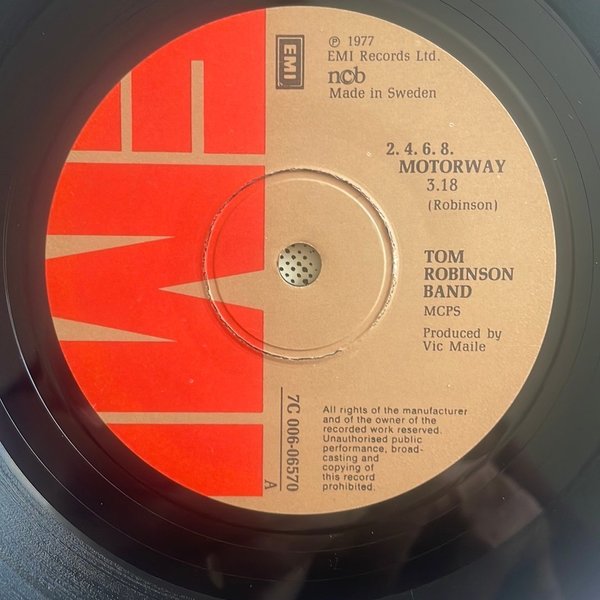 EMI
EMI
℗ 1977
EMI Records Ltd.
ncb
Made in Sweden
2. 4. 6. 8.
MOTORWAY
3.18
(Robinson)
TOM
ROBINSON
BAND
MCPS
Produced by
Vic Maile
7C 006-06570
A
All rights of the manufacturer
and of the owner of the
recorded work reserved.
Unauthorised public
performance, broad-
casting and
copying of
this record
prohibited.